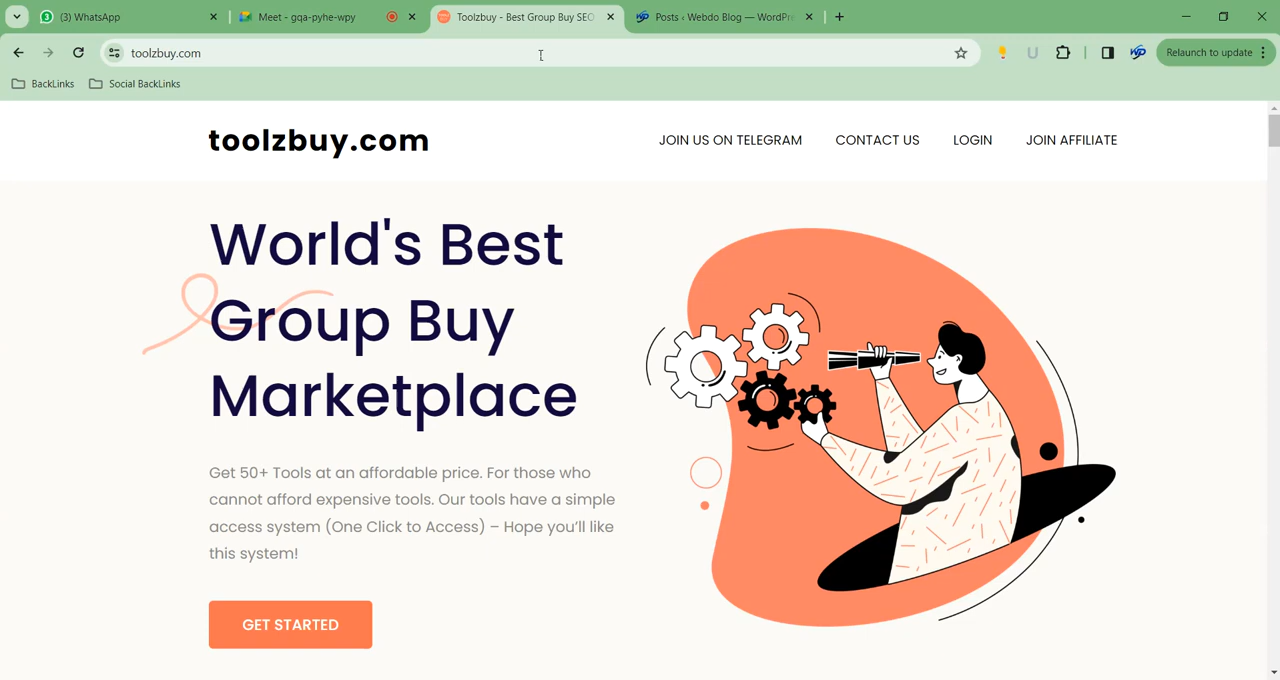 (3) WhatsApp
Meet - gqa-pyhe-wpy
Toolzbuy - Best Group Buy SEO
Posts ‹ Webdo Blog — WordPr
toolzbuy.com
Relaunch to update
BackLinks
Social BackLinks
toolzbuy.com
JOIN US ON TELEGRAM
CONTACT US
LOGIN
JOIN AFFILIATE
World's Best
Group Buy
Marketplace
Get 50+ Tools at an affordable price. For those who
cannot afford expensive tools. Our tools have a simple
access system (One Click to Access) – Hope you'll like
this system!
GET STARTED